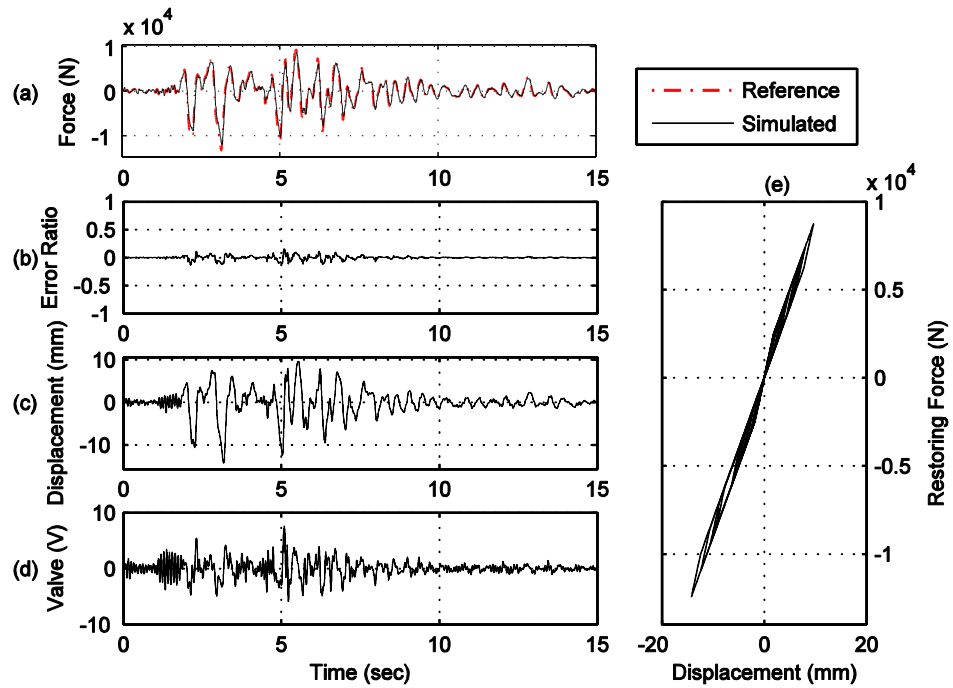 x 10^4
(a)
Force (N)
1
0
-1
0 5 10 15
Reference
Simulated
(b)
Error Ratio
1
0.5
0
-0.5
-1
0 5 10 15
(c)
Displacement (mm)
10
0
-10
0 5 10 15
(d)
Valve (V)
10
0
-10
0 5 10 15
Time (sec)
(e)
x 10^4
1
0.5
0
-0.5
-1
Restoring Force (N)
-20 0 20
Displacement (mm)